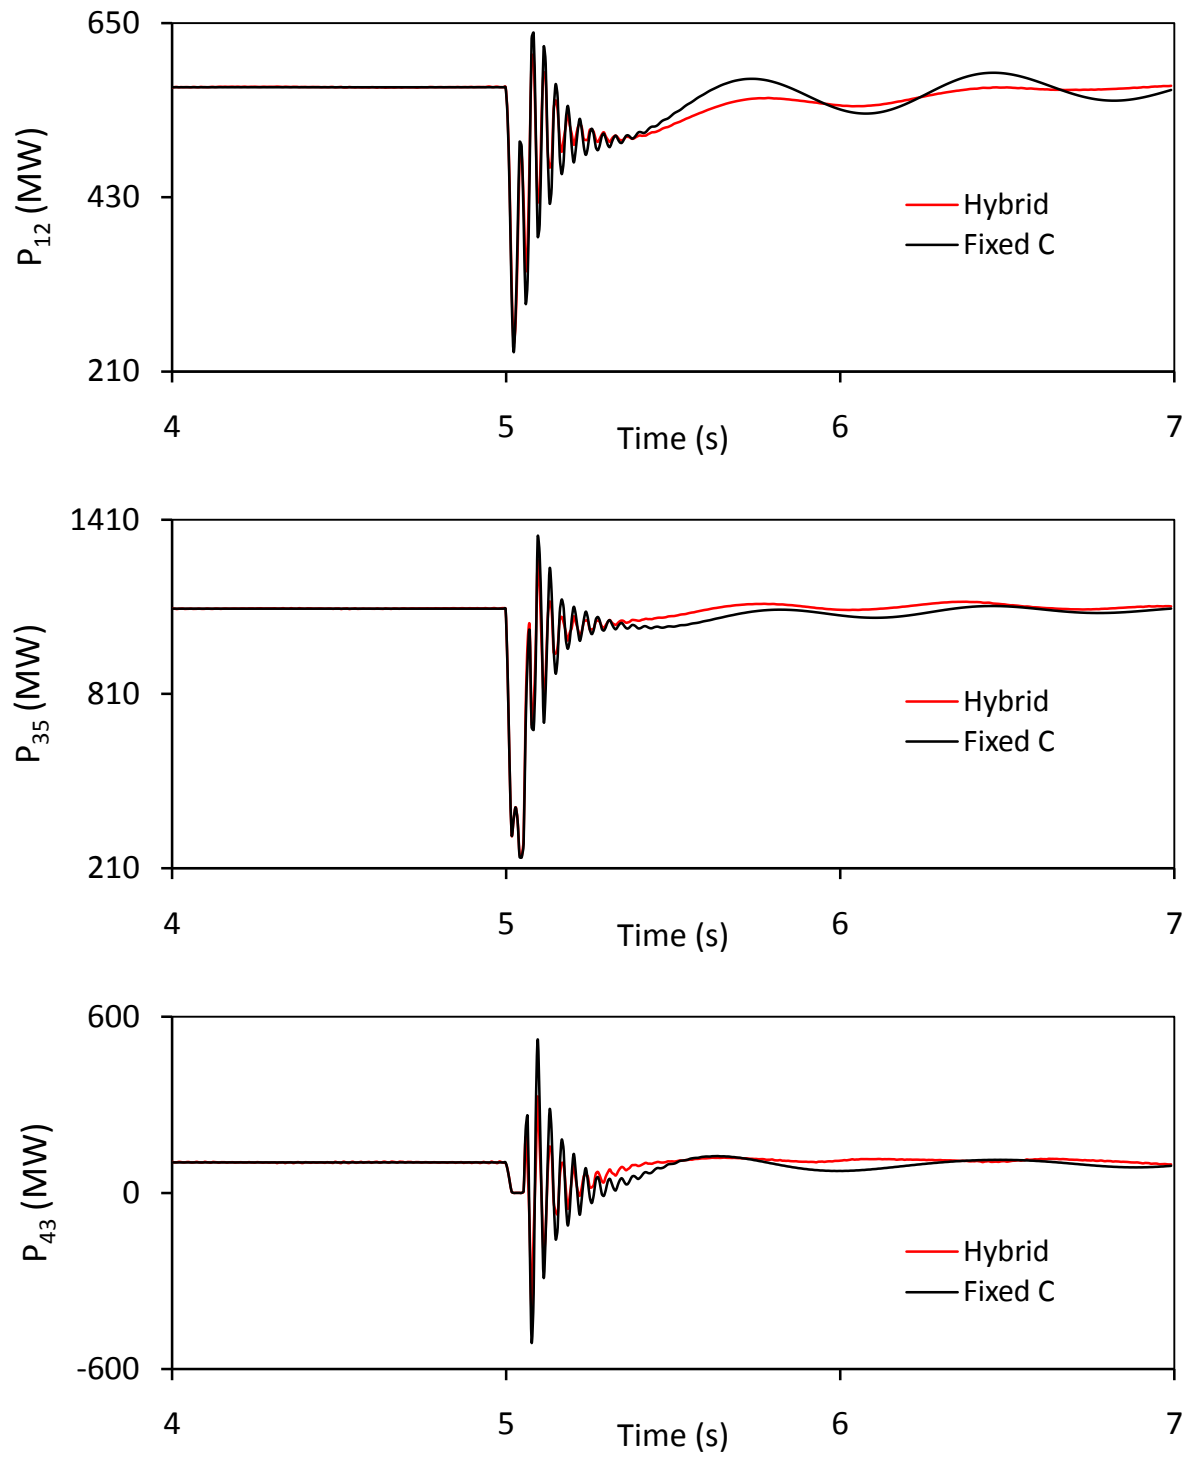 650
430
210
P12 (MW)
Hybrid
Fixed C
4 5 6 7
Time (s)
1410
810
210
P35 (MW)
Hybrid
Fixed C
4 5 6 7
Time (s)
600
0
-600
P43 (MW)
Hybrid
Fixed C
4 5 6 7
Time (s)